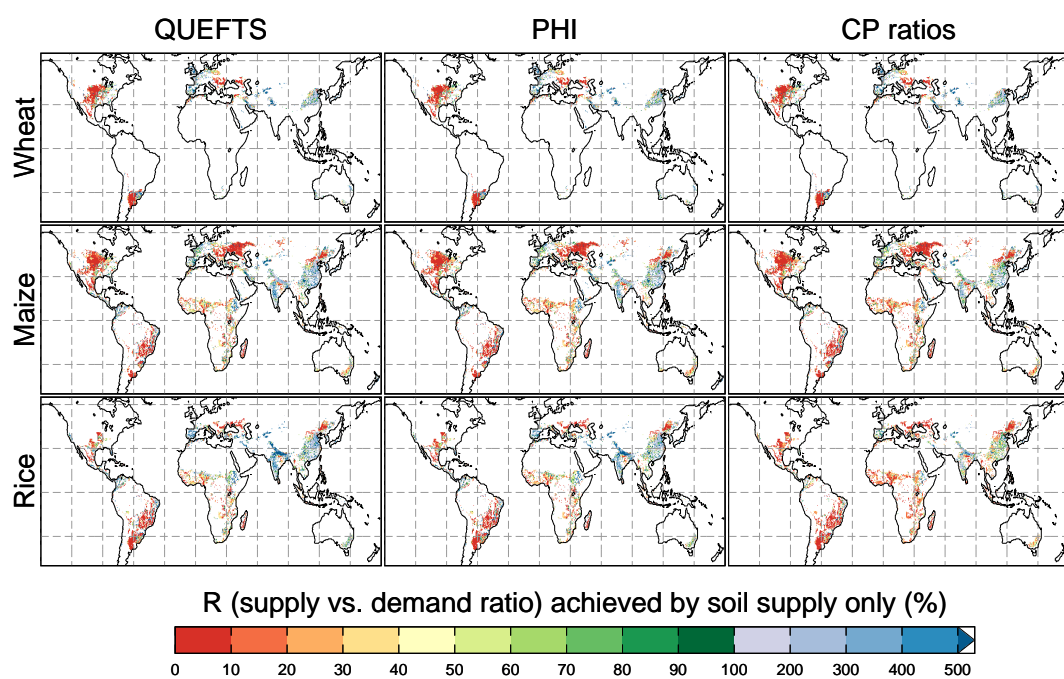 QUEFTS PHI CP ratios
Wheat
Maize
Rice
R (supply vs. demand ratio) achieved by soil supply only (%)
0 10 20 30 40 50 60 70 80 90 100 200 300 400 500